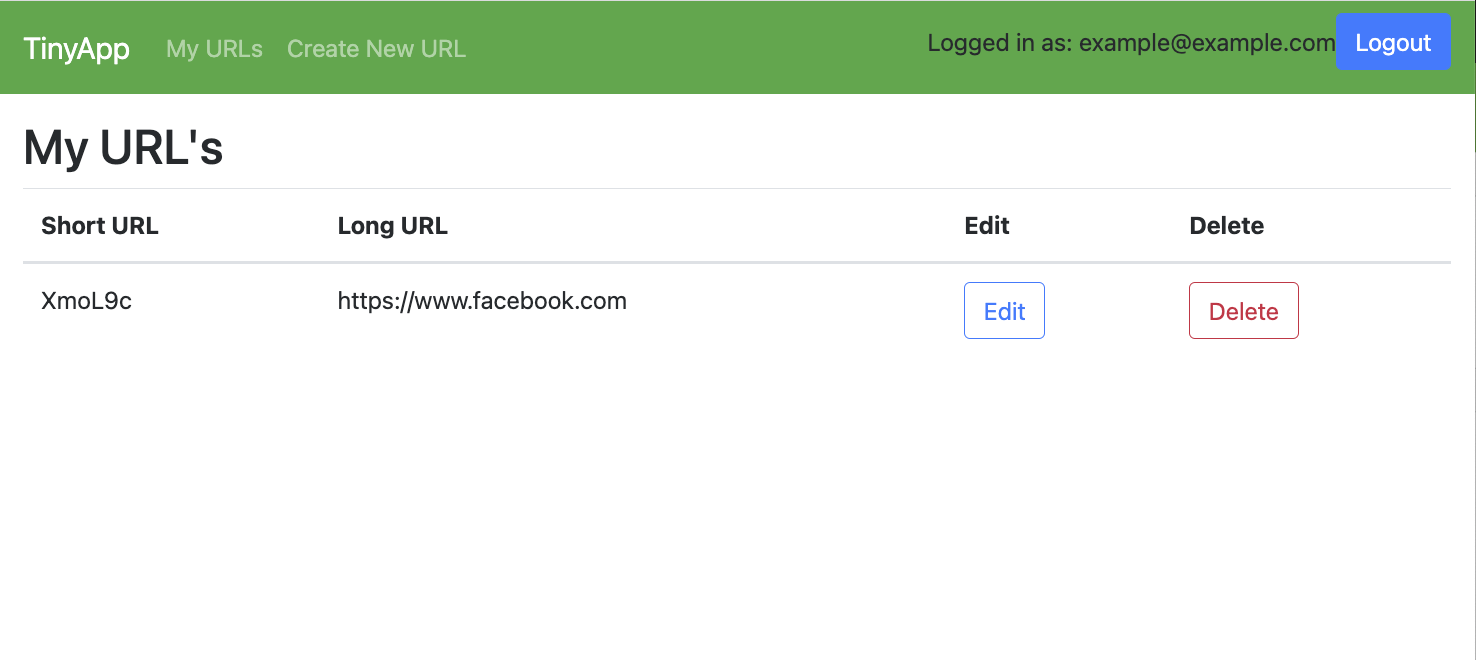 TinyApp My URLs Create New URL Logged in as: example@example.com Logout
My URL's
Short URL Long URL Edit Delete
XmoL9c https://www.facebook.com Edit Delete